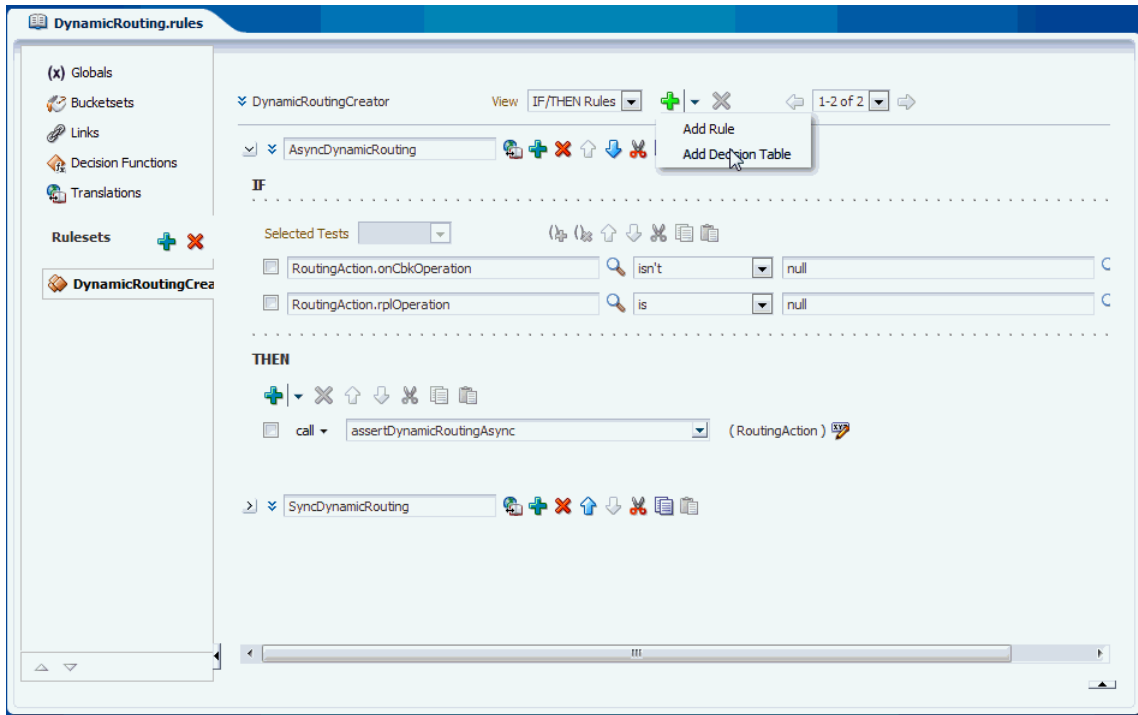 DynamicRouting.rules
(x) Globals
Bucketsets
Links
Decision Functions
Translations
Rulesets
DynamicRoutingCrea
DynamicRoutingCreator View IF/THEN Rules 1-2 of 2
Add Rule
Add Decision Table
AsyncDynamicRouting
IF
Selected Tests
RoutingAction.onCbkOperation isn't null
RoutingAction.rplOperation is null
THEN
call assertDynamicRoutingAsync (RoutingAction)
SyncDynamicRouting